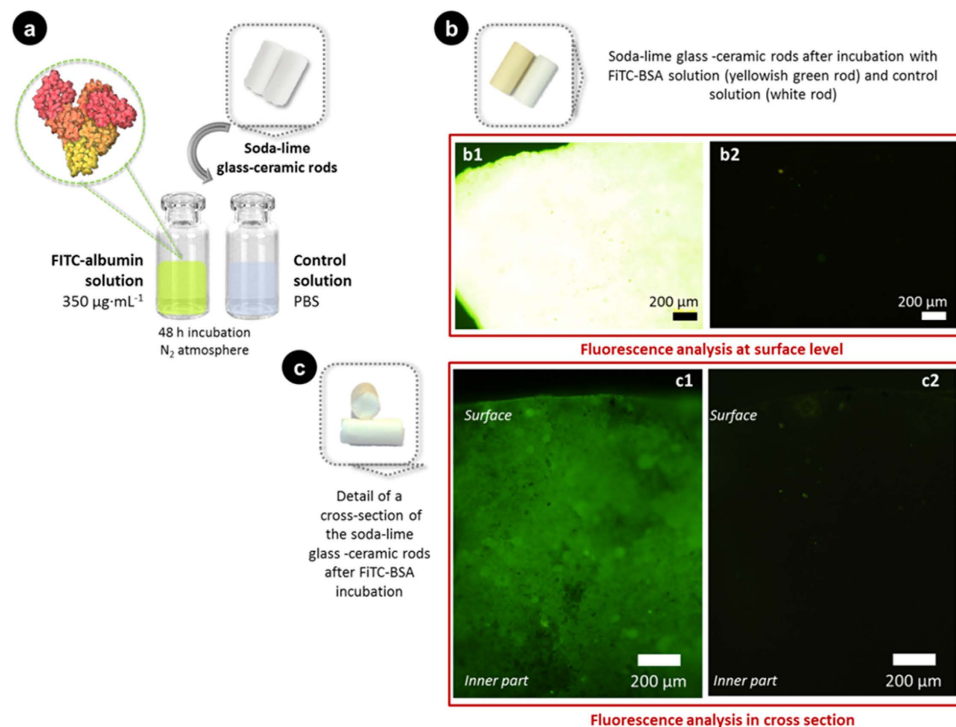 a
Soda-lime
glass-ceramic rods
FITC-albumin
solution
350 µg·mL⁻¹
Control
solution
PBS
48 h incubation
N₂ atmosphere
b
Soda-lime glass -ceramic rods after incubation with
FiTC-BSA solution (yellowish green rod) and control
solution (white rod)
b1
200 µm
b2
200 µm
Fluorescence analysis at surface level
c
Detail of a
cross-section of
the soda-lime
glass -ceramic rods
after FiTC-BSA
incubation
c1
Surface
200 µm
Inner part
c2
Surface
200 µm
Inner part
Fluorescence analysis in cross section